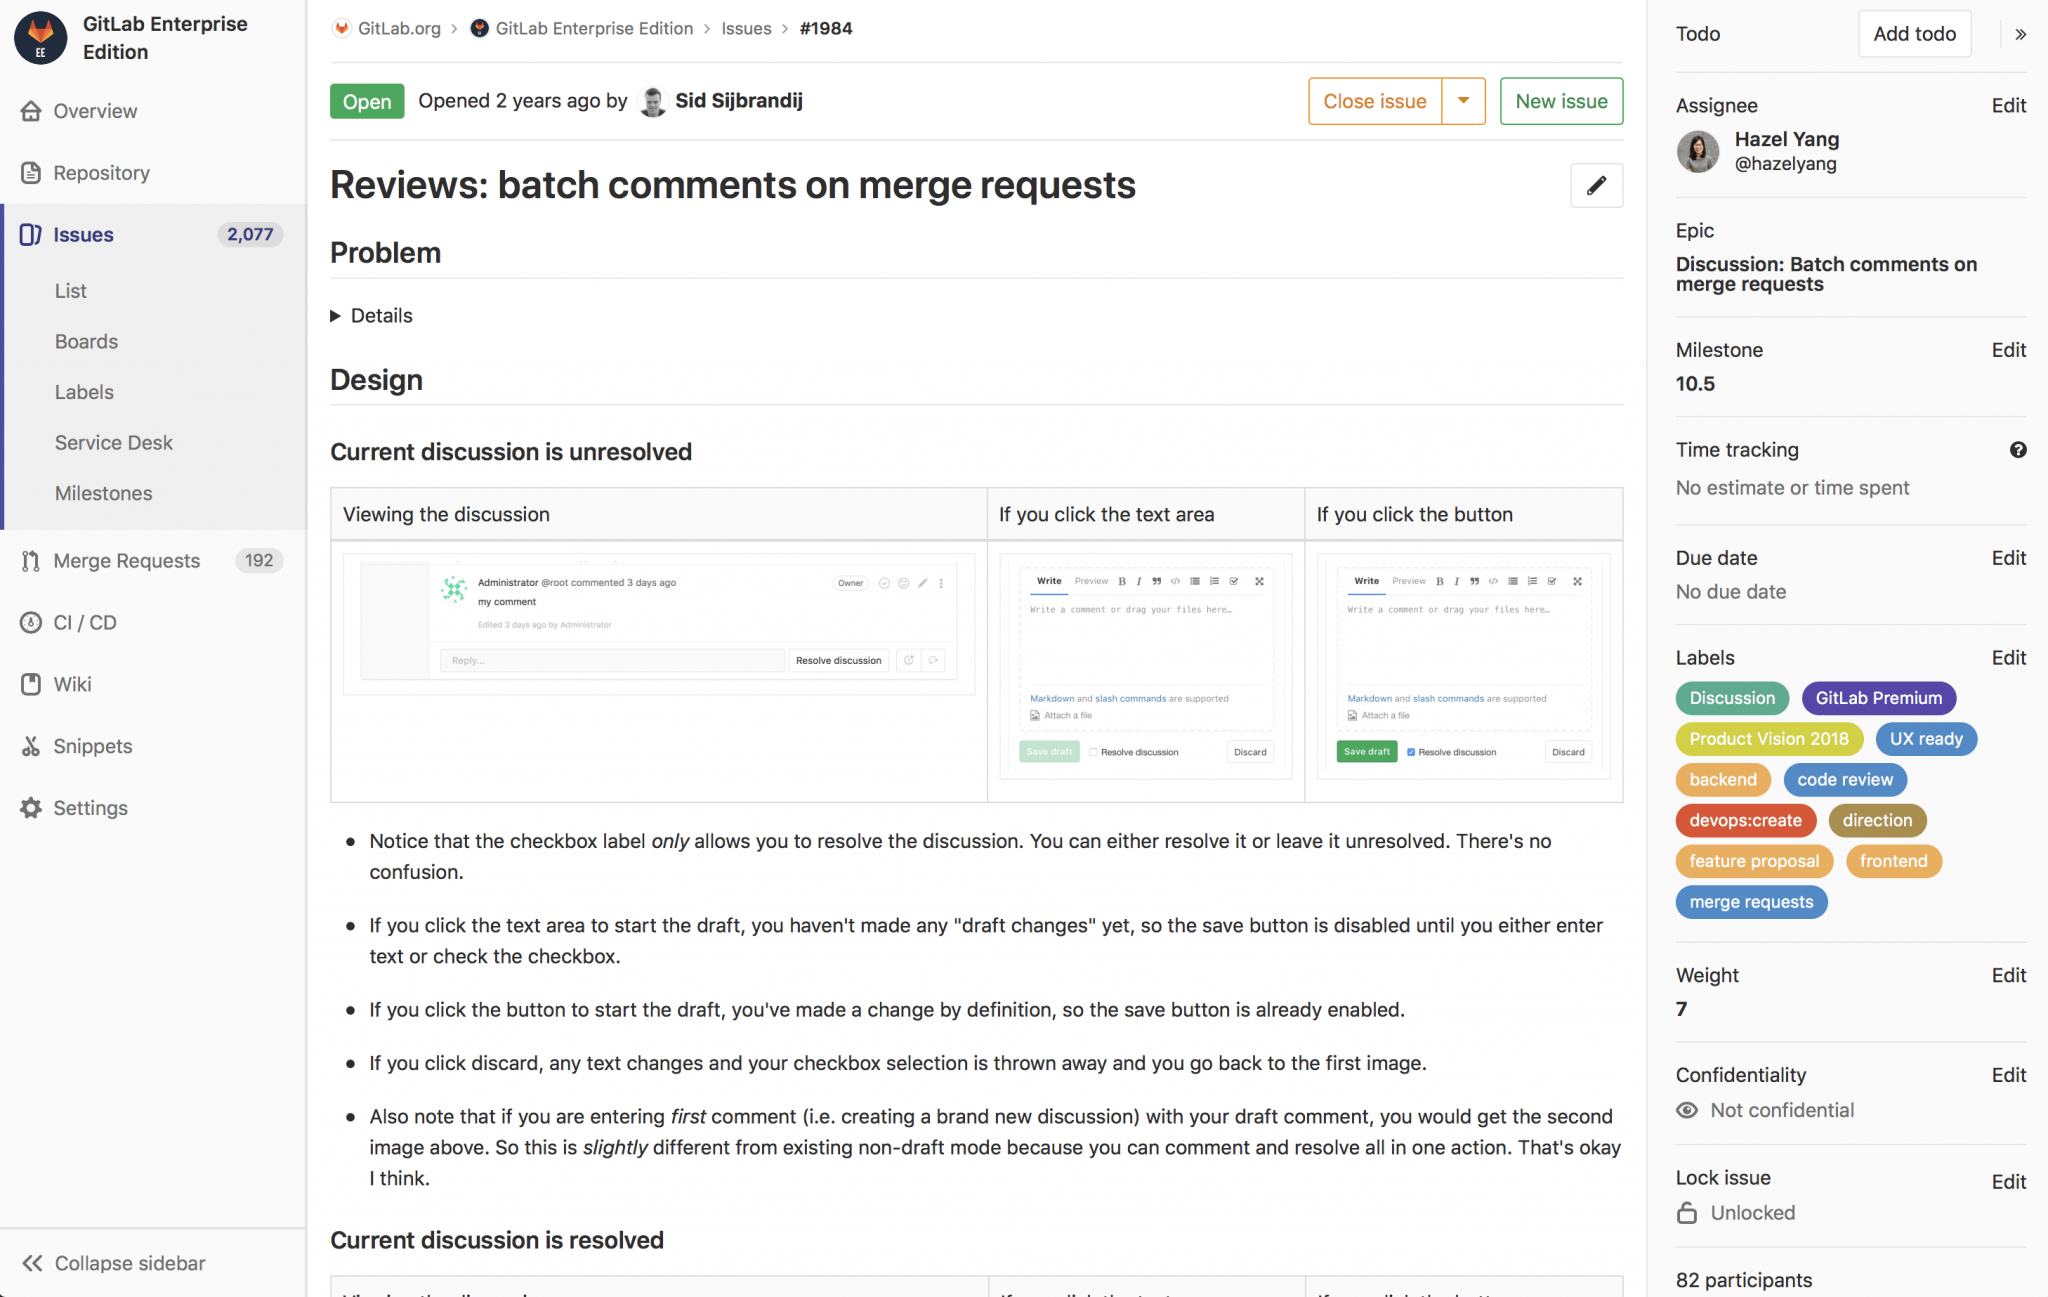 GitLab Enterprise
Edition
EE
Overview
Repository
Issues 2,077
List
Boards
Labels
Service Desk
Milestones
Merge Requests 192
CI / CD
Wiki
Snippets
Settings
Collapse sidebar
GitLab.org > GitLab Enterprise Edition > Issues > #1984
Open Opened 2 years ago by Sid Sijbrandij Close issue New issue
Reviews: batch comments on merge requests
Problem
Details
Design
Current discussion is unresolved
Viewing the discussion If you click the text area If you click the button
Administrator @root commented 3 days ago Owner
my comment
Edited 3 days ago by Administrator
Reply... Resolve discussion
Write Preview B I
Write a comment or drag your files here…
Markdown and slash commands are supported
Attach a file
Save draft Resolve discussion Discard
Write Preview B I
Write a comment or drag your files here…
Markdown and slash commands are supported
Attach a file
Save draft Resolve discussion Discard
Notice that the checkbox label only allows you to resolve the discussion. You can either resolve it or leave it unresolved. There's no
confusion.
If you click the text area to start the draft, you haven't made any "draft changes" yet, so the save button is disabled until you either enter
text or check the checkbox.
If you click the button to start the draft, you've made a change by definition, so the save button is already enabled.
If you click discard, any text changes and your checkbox selection is thrown away and you go back to the first image.
Also note that if you are entering first comment (i.e. creating a brand new discussion) with your draft comment, you would get the second
image above. So this is slightly different from existing non-draft mode because you can comment and resolve all in one action. That's okay
I think.
Current discussion is resolved
Todo Add todo »
Assignee Edit
Hazel Yang
@hazelyang
Epic
Discussion: Batch comments on
merge requests
Milestone Edit
10.5
Time tracking ?
No estimate or time spent
Due date Edit
No due date
Labels Edit
Discussion GitLab Premium
Product Vision 2018 UX ready
backend code review
devops:create direction
feature proposal frontend
merge requests
Weight Edit
7
Confidentiality Edit
Not confidential
Lock issue Edit
Unlocked
82 participants